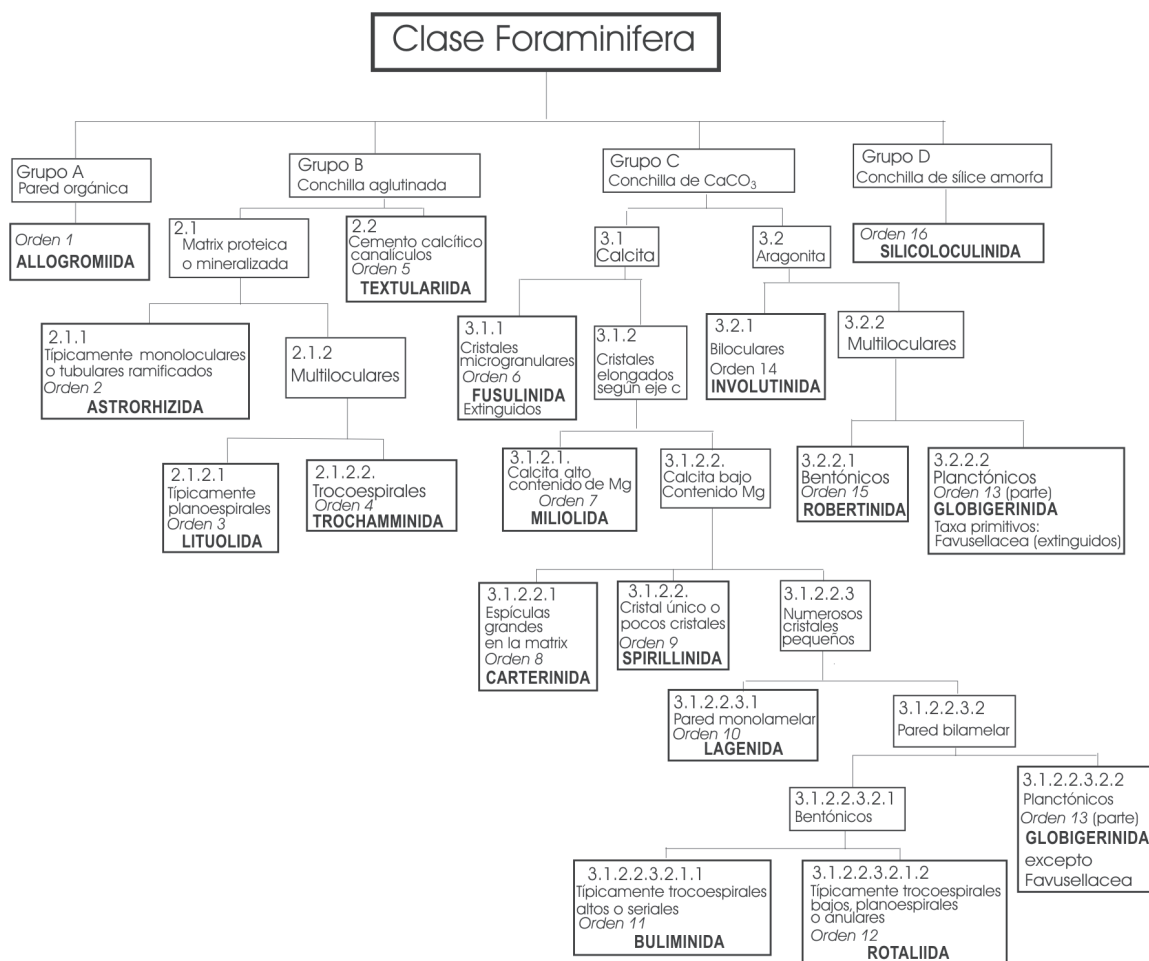 Clase Foraminifera
Grupo A
Pared orgánica
Grupo B
Conchilla aglutinada
Grupo C
Conchilla de CaCO₃
Grupo D
Conchilla de sílice amorfa
Orden 1
ALLOGROMIIDA
2.1
Matrix proteica
o mineralizada
2.2
Cemento calcítico
canalículos
Orden 5
TEXTULARIIDA
3.1
Calcita
3.2
Aragonita
Orden 16
SILICOLOCULINIDA
2.1.1
Típicamente monoloculares
o tubulares ramificados
Orden 2
ASTRORHIZIDA
2.1.2
Multiloculares
3.1.1
Cristales
microgranulares
Orden 6
FUSULINIDA
Extinguidos
3.1.2
Cristales
elongados
según eje c
3.2.1
Biloculares
Orden 14
INVOLUTINIDA
3.2.2
Multiloculares
2.1.2.1
Típicamente
planoespirales
Orden 3
LITUOLIDA
2.1.2.2.
Trocoespirales
Orden 4
TROCHAMMINIDA
3.1.2.1.
Calcita alto
contenido de Mg
Orden 7
MILIOLIDA
3.1.2.2.
Calcita bajo
Contenido Mg
3.2.2.1
Bentónicos
Orden 15
ROBERTINIDA
3.2.2.2
Planctónicos
Orden 13 (parte)
GLOBIGERINIDA
Taxa primitivos:
Favusellacea (extinguidos)
3.1.2.2.1
Espículas
grandes
en la matrix
Orden 8
CARTERINIDA
3.1.2.2.
Cristal único o
pocos cristales
Orden 9
SPIRILLINIDA
3.1.2.2.3
Numerosos
cristales
pequeños
3.1.2.2.3.1
Pared monolamelar
Orden 10
LAGENIDA
3.1.2.2.3.2
Pared bilamelar
3.1.2.2.3.2.1
Bentónicos
3.1.2.2.3.2.2
Planctónicos
Orden 13 (parte)
GLOBIGERINIDA
excepto
Favusellacea
3.1.2.2.3.2.1.1
Típicamente trocoespirales
altos o seriales
Orden 11
BULIMINIDA
3.1.2.2.3.2.1.2
Típicamente trocoespirales
bajos, planoespirales
o anulares
Orden 12
ROTALIIDA